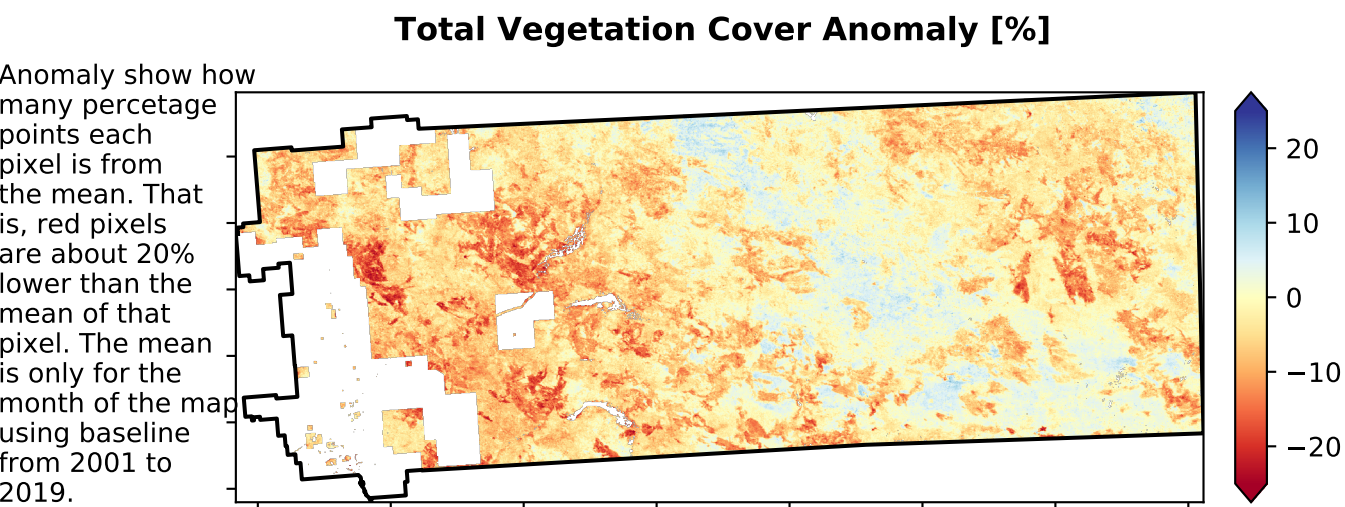 Total Vegetation Cover Anomaly [%]
Anomaly show how
many percetage
points each
pixel is from
the mean. That
is, red pixels
are about 20%
lower than the
mean of that
pixel. The mean
is only for the
month of the map
using baseline
from 2001 to
2019.
20
10
0
−10
−20